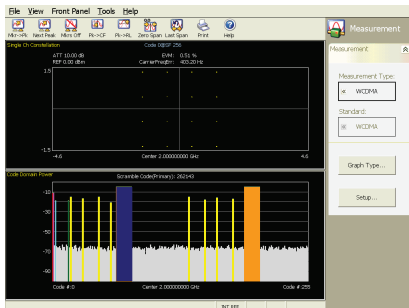 File View Front Panel Tools Help
Mkr->Pk Next Peak Mkrs Off Pk->CF Pk->RL Zero Span Last Span Print Help
Measurement
Measurement
Single Ch Constellation
Code 0@SF 256
ATT 10.00 dB
EVM: 0.51 %
REF 0.00 dBm
CarrierFreqErr: 403.20 Hz
1.5
-1.5
-4.6
Center 2.000000000 GHz
4.6
Measurement Type:
WCDMA
Standard:
WCDMA
Graph Type...
Setup...
Code Domain Power
Scramble Code(Primary): 262143
-10
-30
-50
-70
-90
Code #:0
Center 2.000000000 GHz
Code #:255
INT REF